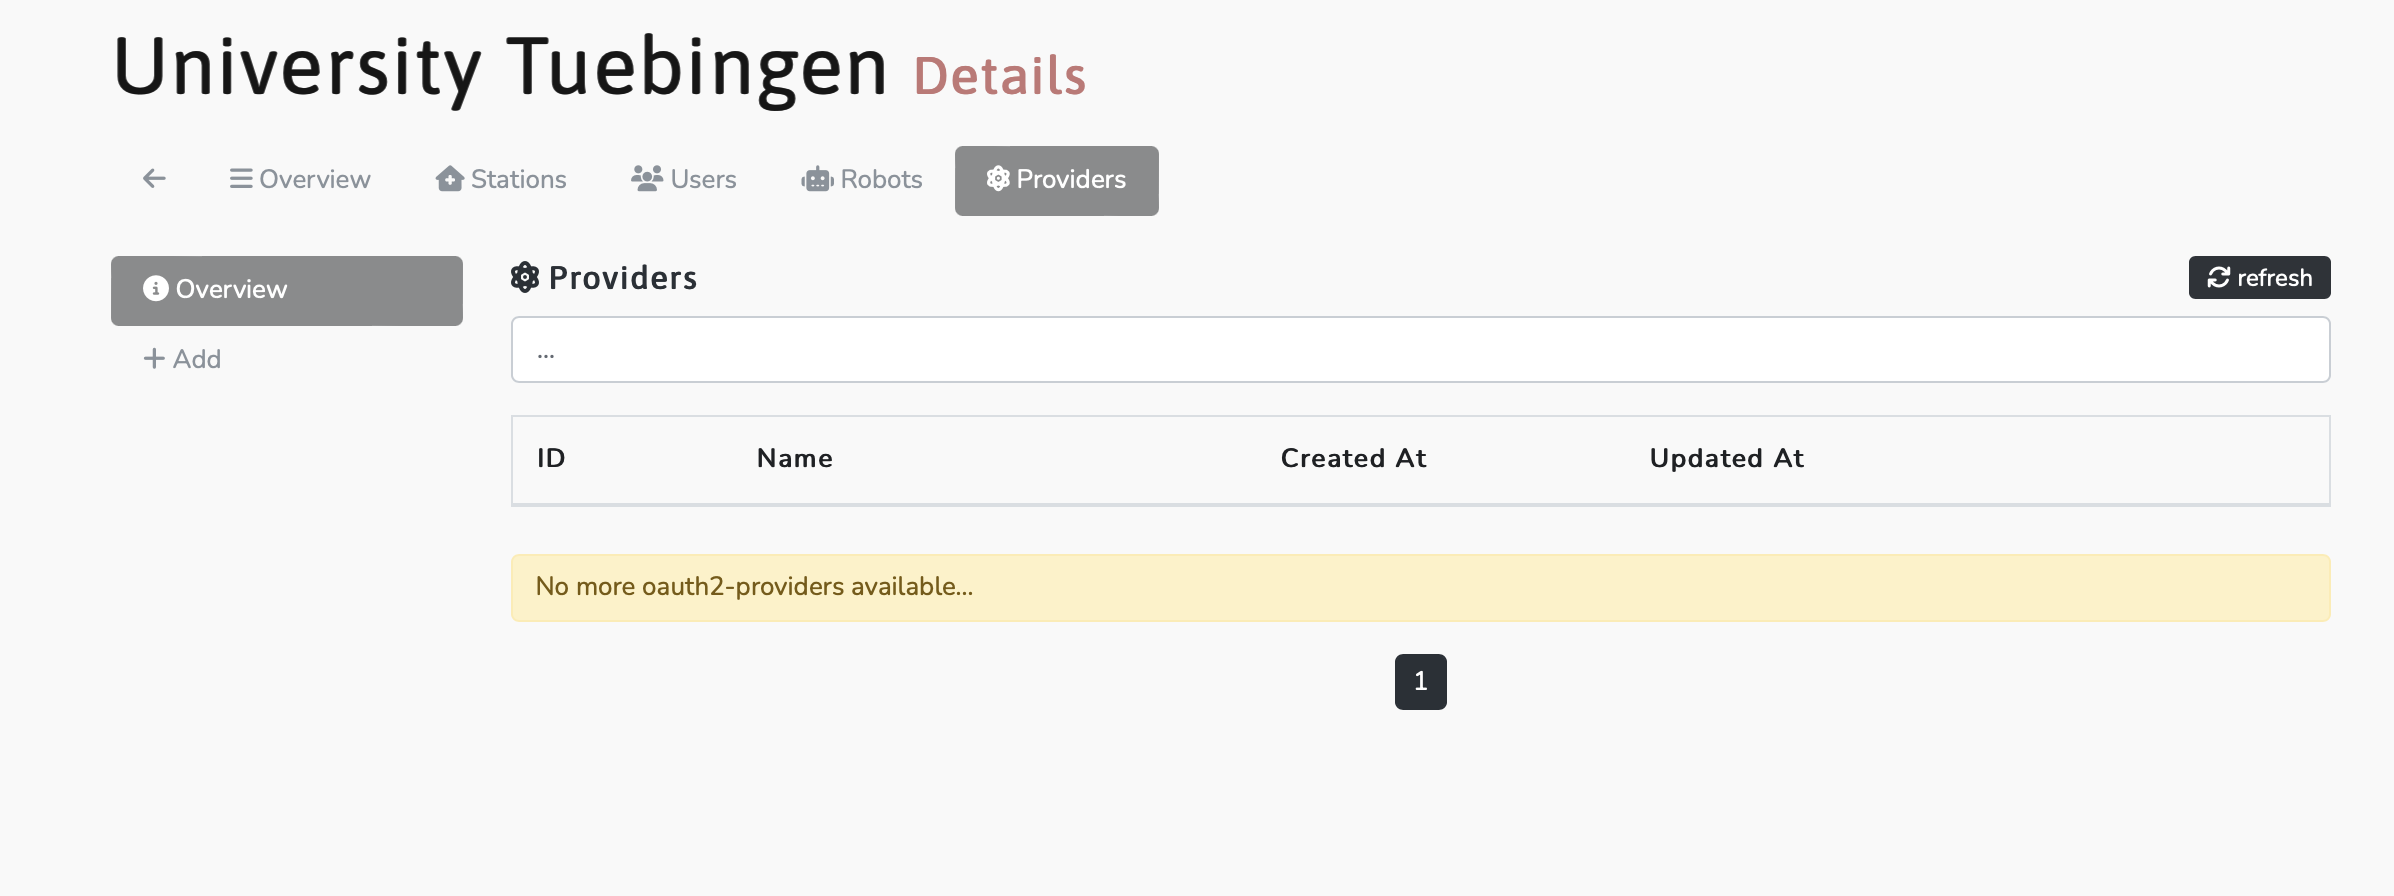 University Tuebingen Details
Overview Stations Users Robots Providers
Overview
Add
Providers
refresh
...
ID Name Created At Updated At
No more oauth2-providers available...
1